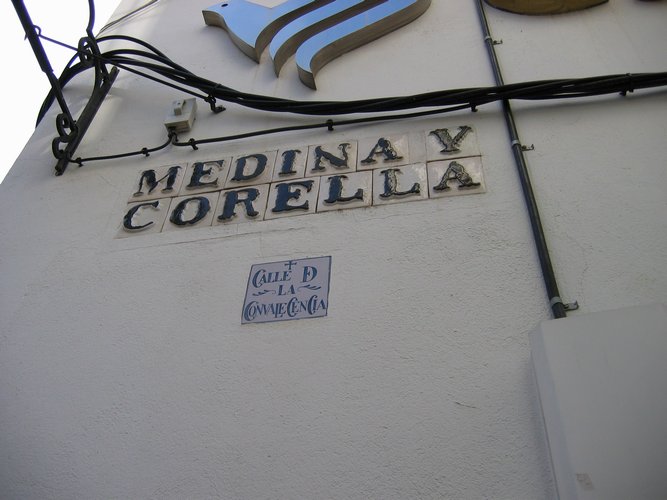 MEDINA Y
CORELLA
CALLE D
LA
CONVALECENCIA